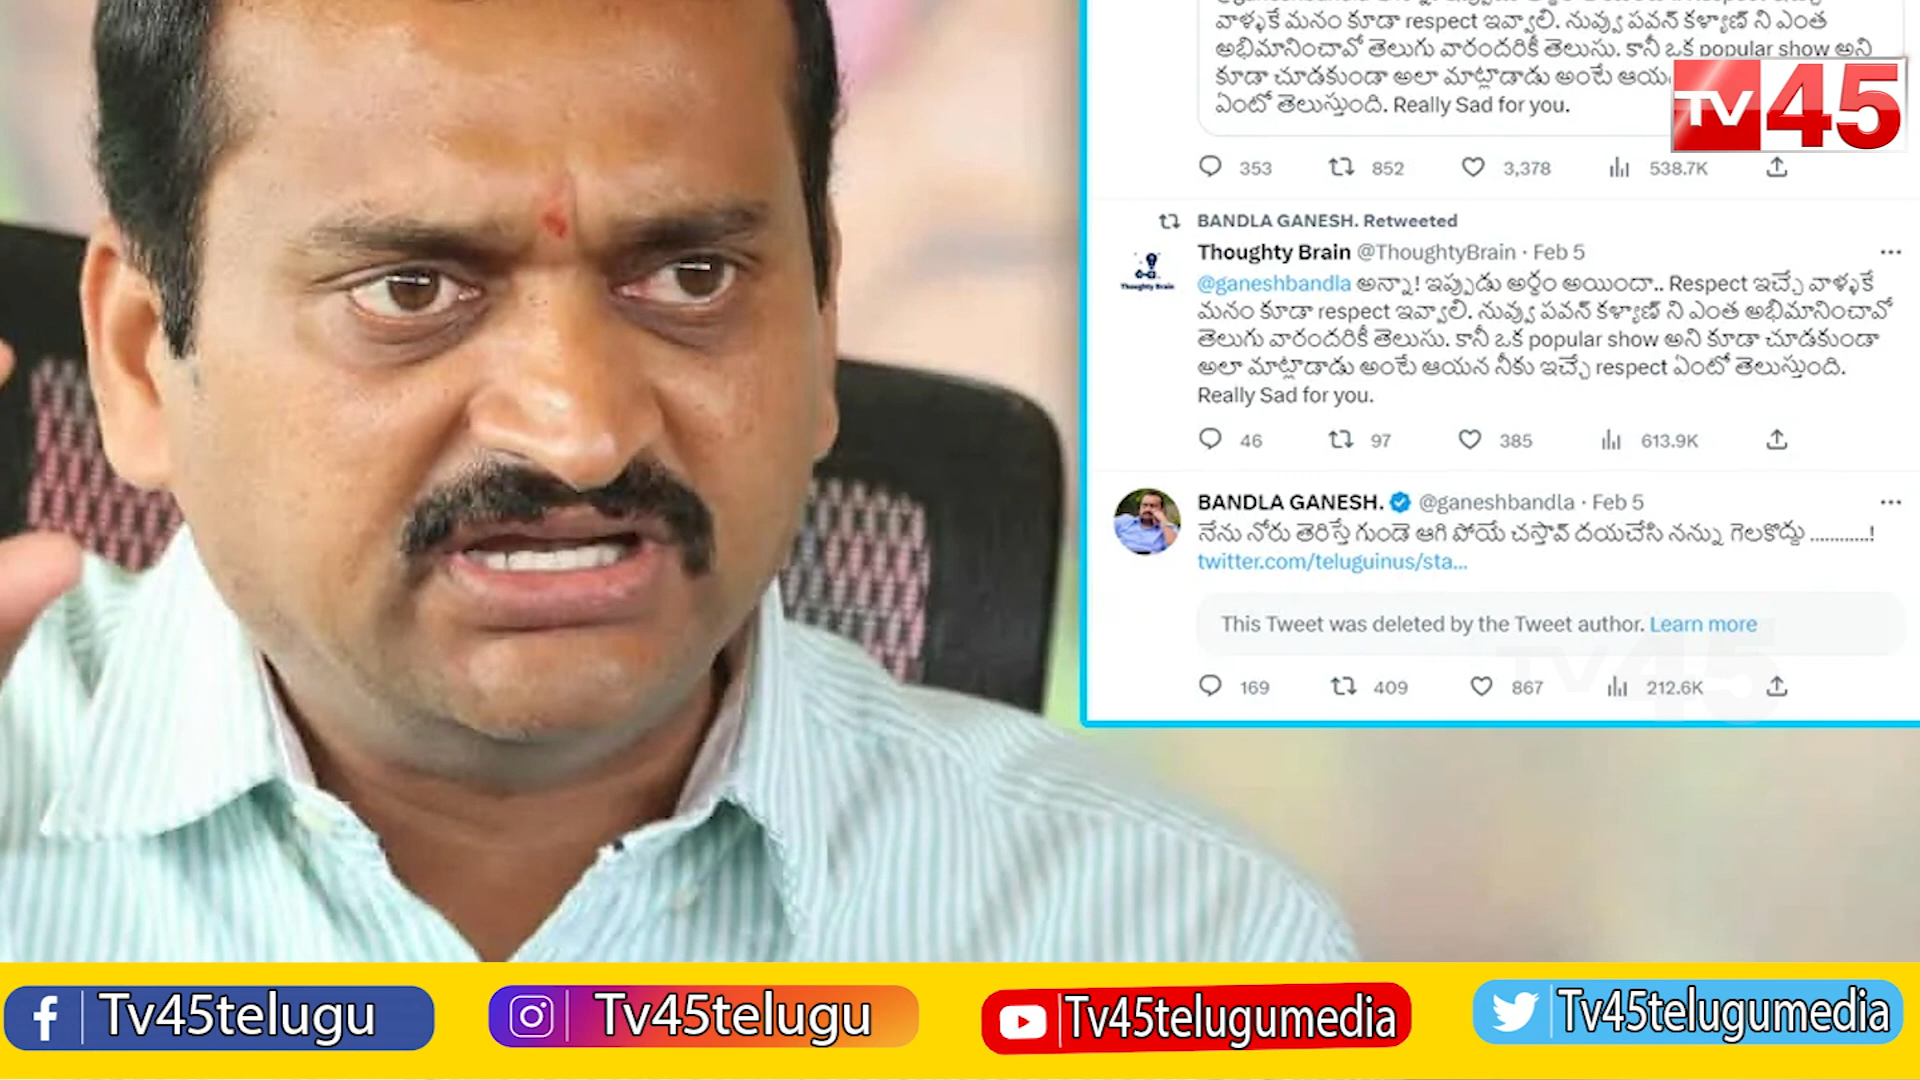 వాళ్ళుకే మనం కూడా respect ఇవ్వాలి. నువ్వు పవన్ కళ్యాణ్ ని ఎంత
అభిమానించావో తెలుగు వారందరికీ తెలుసు. కానీ ఒక popular show అని
కూడా చూడకుండా అలా మాట్లాడాడు అంటే ఆయ
ఏంటో తెలుస్తుంది. Really Sad for you.
TV45
353 852 3,378 538.7K
BANDLA GANESH. Retweeted
Thoughty Brain @ThoughtyBrain · Feb 5
Thoughty Brain
@ganeshbandla అన్నా! ఇప్పుడు అర్థం అయిందా.. Respect ఇచ్చే వాళ్ళుకే
మనం కూడా respect ఇవ్వాలి. నువ్వు పవన్ కళ్యాణ్ ని ఎంత అభిమానించావో
తెలుగు వారందరికీ తెలుసు. కానీ ఒక popular show అని కూడా చూడకుండా
అలా మాట్లాడాడు అంటే ఆయన నీకు ఇచ్చే respect ఏంటో తెలుస్తుంది.
Really Sad for you.
46 97 385 613.9K
BANDLA GANESH. @ganeshbandla · Feb 5
నేను నోరు తెరిస్తే గుండె ఆగి పోయే చస్తావ్ దయచేసి నన్ను గెలకొద్దు ............!
twitter.com/teluguinus/sta...
This Tweet was deleted by the Tweet author. Learn more
TV45
169 409 867 212.6K
Tv45telugu
Tv45telugu
Tv45telugumedia
Tv45telugumedia